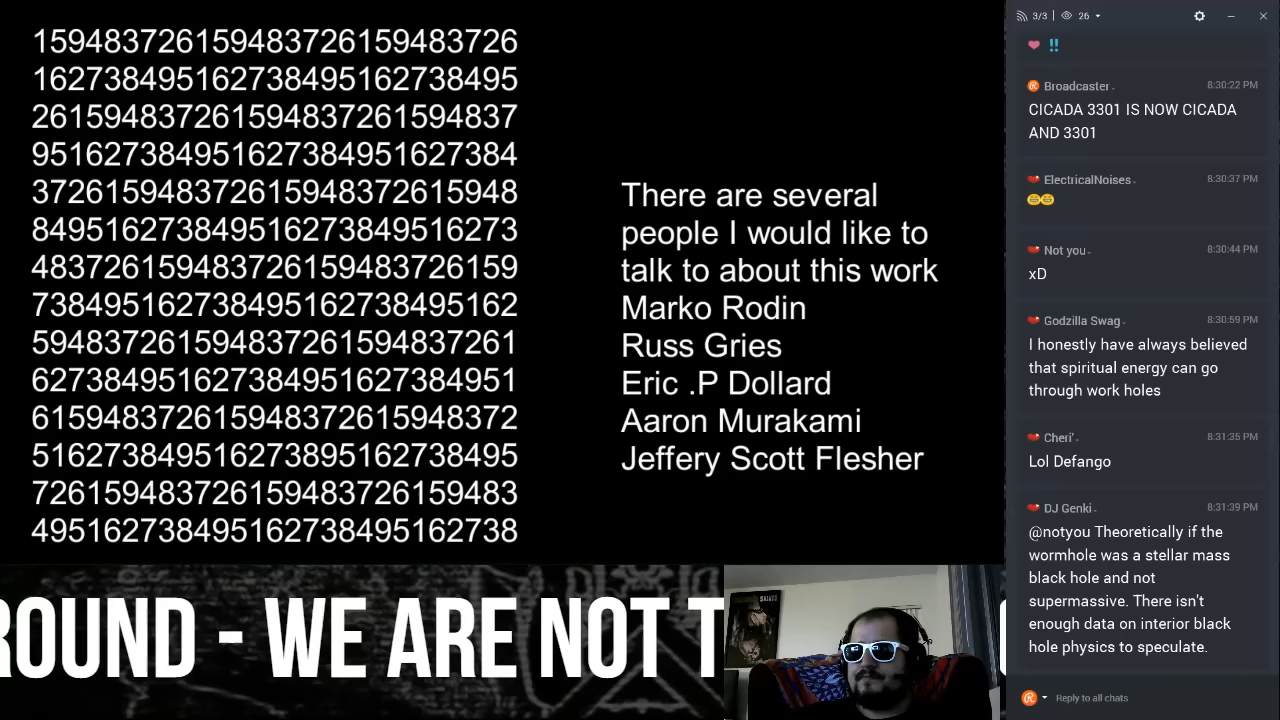 159483726159483726159483726
162738495162738495162738495
261594837261594837261594837
951627384951627384951627384
372615948372615948372615948
849516273849516273849516273
483726159483726159483726159
738495162738495162738495162
594837261594837261594837261
627384951627384951627384951
615948372615948372615948372
516273849516273895162738495
726159483726159483726159483
495162738495162738495162738
There are several
people I would like to
talk to about this work
Marko Rodin
Russ Gries
Eric .P Dollard
Aaron Murakami
Jeffery Scott Flesher
ROUND - WE ARE NOT T
3/3 26
‼
Broadcaster 8:30:22 PM
CICADA 3301 IS NOW CICADA
AND 3301
ElectricalNoises 8:30:37 PM
Not you 8:30:44 PM
xD
Godzilla Swag 8:30:59 PM
I honestly have always believed
that spiritual energy can go
through work holes
Cheri' 8:31:35 PM
Lol Defango
DJ Genki 8:31:39 PM
@notyou Theoretically if the
wormhole was a stellar mass
black hole and not
supermassive. There isn't
enough data on interior black
hole physics to speculate.
Reply to all chats